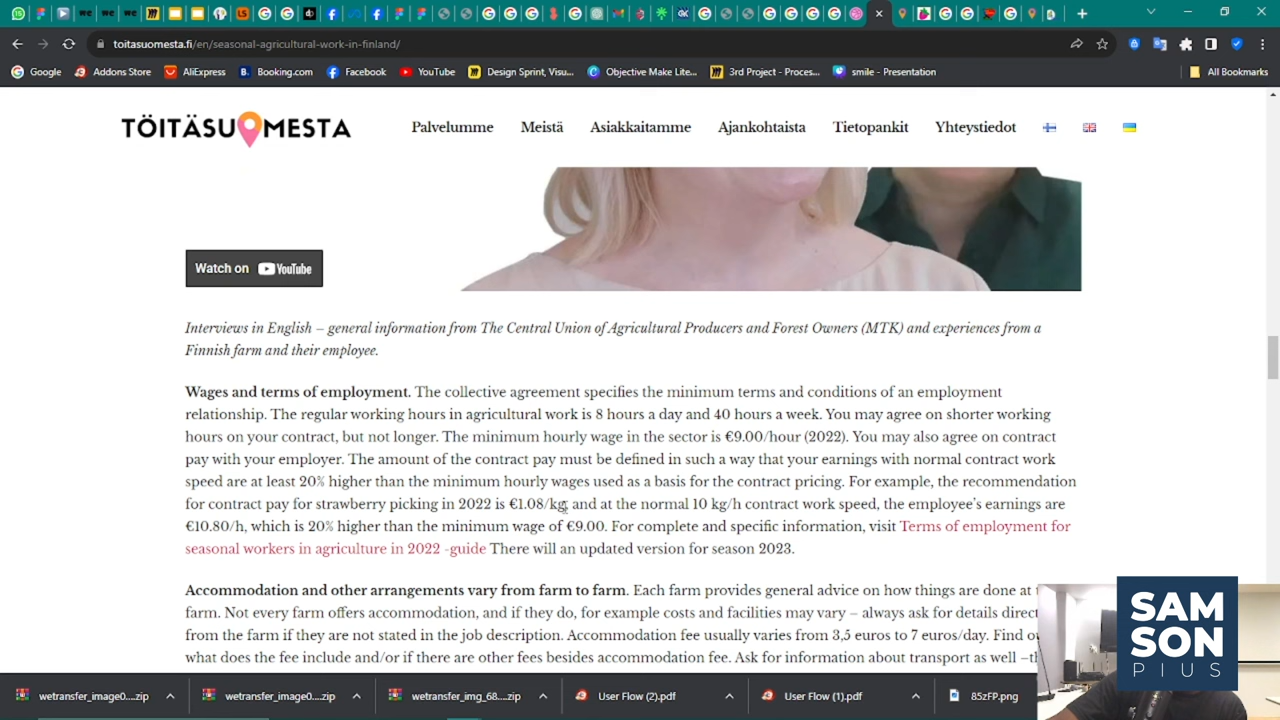 toitasuomesta.fi/en/seasonal-agricultural-work-in-finland/
Google
Addons Store
AliExpress
Booking.com
Facebook
YouTube
Design Sprint, Visu...
Objective Make Lite...
3rd Project - Proces...
smile - Presentation
All Bookmarks
TÖITÄSUOMESTA
Palvelumme
Meistä
Asiakkaitamme
Ajankohtaista
Tietopankit
Yhteystiedot
Watch on YouTube
Interviews in English – general information from The Central Union of Agricultural Producers and Forest Owners (MTK) and experiences from a
Finnish farm and their employee.
Wages and terms of employment. The collective agreement specifies the minimum terms and conditions of an employment
relationship. The regular working hours in agricultural work is 8 hours a day and 40 hours a week. You may agree on shorter working
hours on your contract, but not longer. The minimum hourly wage in the sector is €9.00/hour (2022). You may also agree on contract
pay with your employer. The amount of the contract pay must be defined in such a way that your earnings with normal contract work
speed are at least 20% higher than the minimum hourly wages used as a basis for the contract pricing. For example, the recommendation
for contract pay for strawberry picking in 2022 is €1.08/kg, and at the normal 10 kg/h contract work speed, the employee's earnings are
€10.80/h, which is 20% higher than the minimum wage of €9.00. For complete and specific information, visit Terms of employment for
seasonal workers in agriculture in 2022 -guide There will an updated version for season 2023.
Accommodation and other arrangements vary from farm to farm. Each farm provides general advice on how things are done at
farm. Not every farm offers accommodation, and if they do, for example costs and facilities may vary – always ask for details
from the farm if they are not stated in the job description. Accommodation fee usually varies from 3,5 euros to 7 euros/day. Find
what does the fee include and/or if there are other fees besides accommodation fee. Ask for information about transport as well
SAM
SON
PIUS
wetransfer_image0....zip
wetransfer_image0....zip
wetransfer_img_68....zip
User Flow (2).pdf
User Flow (1).pdf
85zFP.png